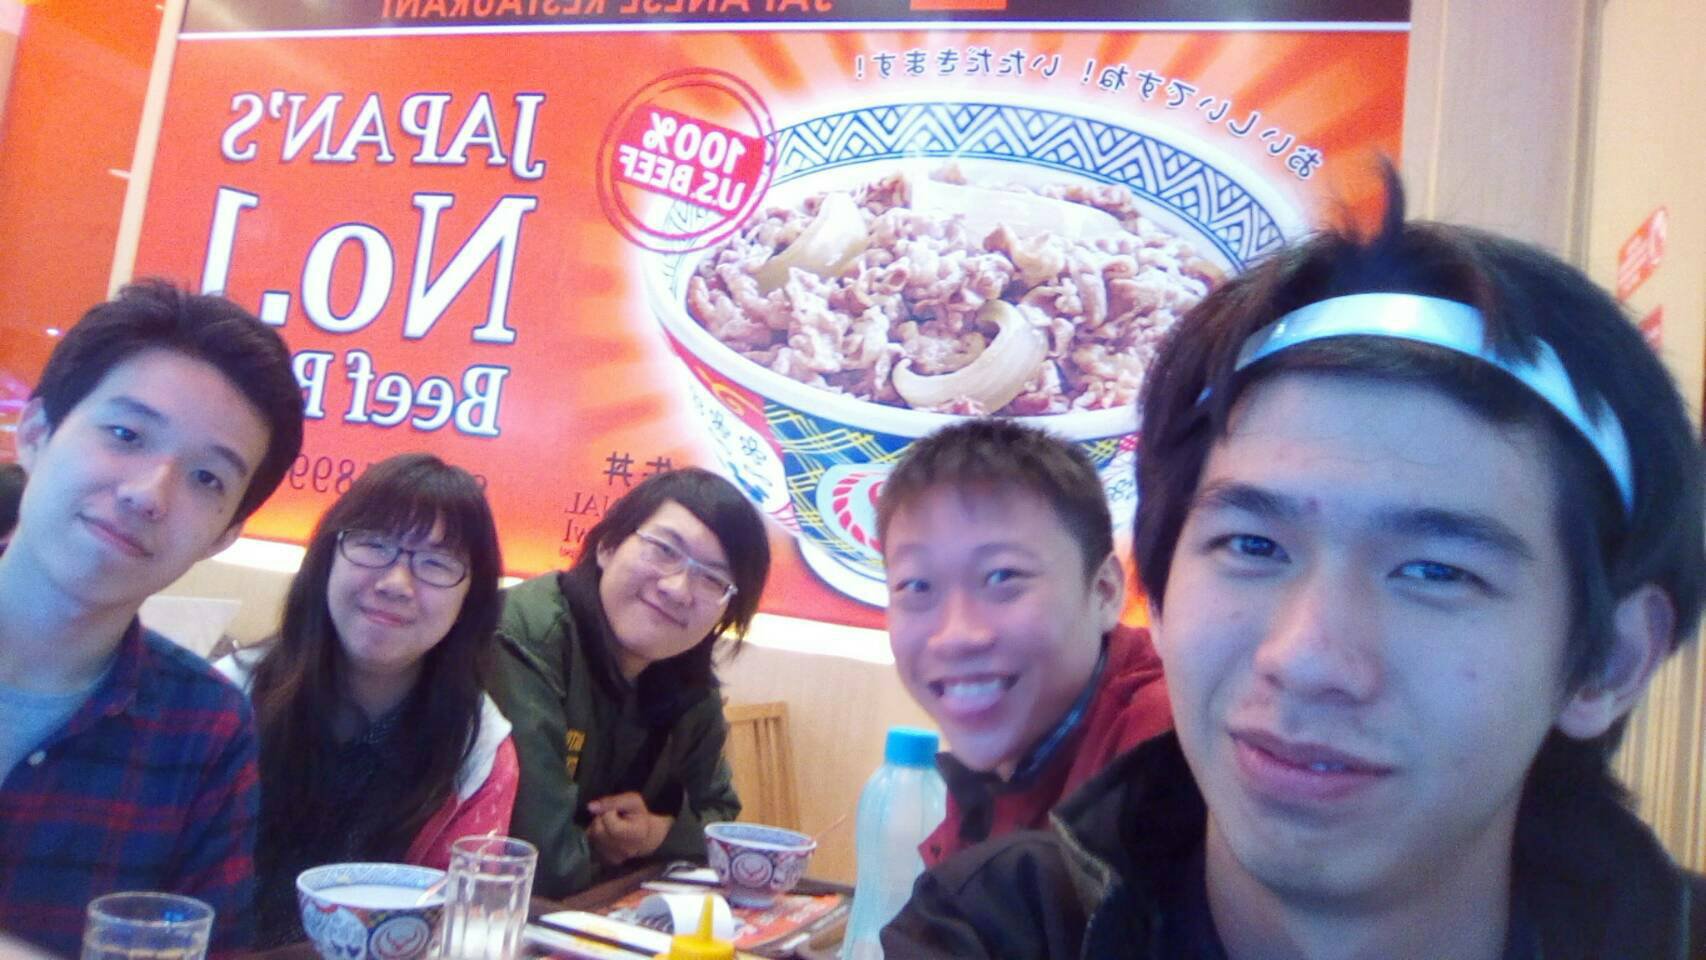 JAPANESE RESTAURANT
おいしいですね！いただきます！
JAPAN'S
No.1
Beef
100%
U.S. BEEF
丼